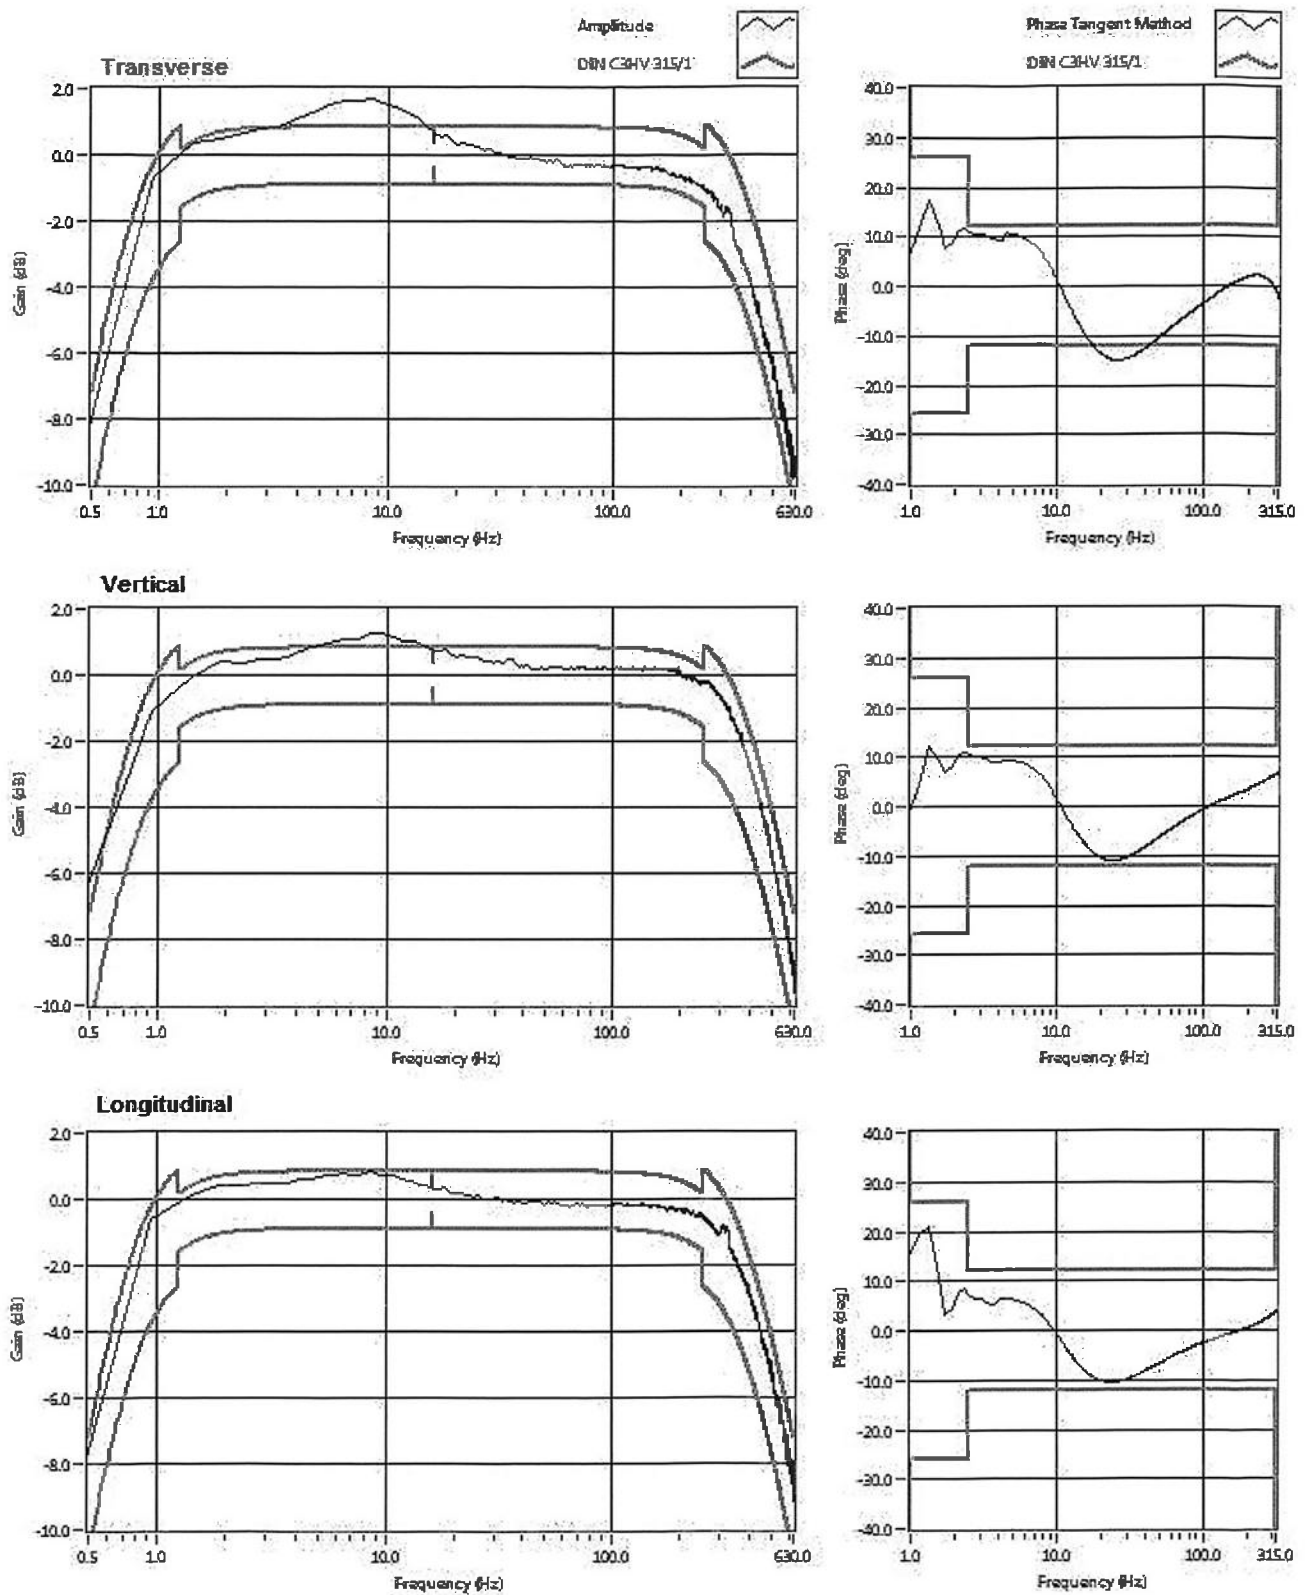 Amplitude
DIN C3HV 315/1
Phase Tangent Method
DIN C3HV 315/1
Transverse
2.0
0.0
-2.0
-4.0
-6.0
-8.0
-10.0
Gain (dB)
0.5 1.0 10.0 100.0 630.0
Frequency (Hz)
40.0
30.0
20.0
10.0
0.0
-10.0
-20.0
-30.0
-40.0
Phase (deg)
1.0 10.0 100.0 315.0
Frequency (Hz)
Vertical
2.0
0.0
-2.0
-4.0
-6.0
-8.0
-10.0
Gain (dB)
0.5 1.0 10.0 100.0 630.0
Frequency (Hz)
40.0
30.0
20.0
10.0
0.0
-10.0
-20.0
-30.0
-40.0
Phase (deg)
1.0 10.0 100.0 315.0
Frequency (Hz)
Longitudinal
2.0
0.0
-2.0
-4.0
-6.0
-8.0
-10.0
Gain (dB)
0.5 1.0 10.0 100.0 630.0
Frequency (Hz)
40.0
30.0
20.0
10.0
0.0
-10.0
-20.0
-30.0
-40.0
Phase (deg)
1.0 10.0 100.0 315.0
Frequency (Hz)